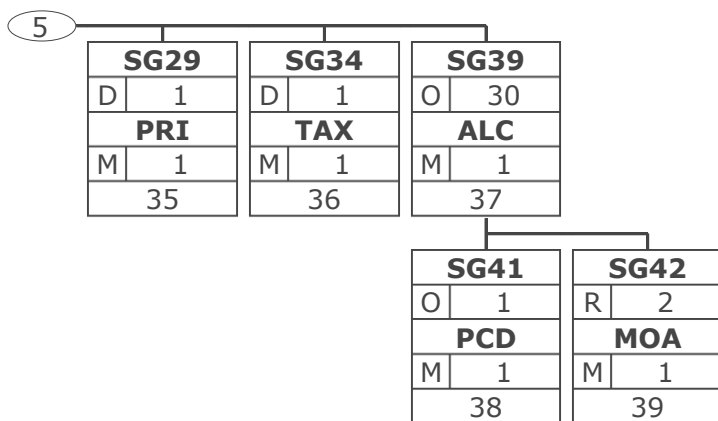 5
SG29 SG34 SG39
D 1 D 1 O 30
PRI TAX ALC
M 1 M 1 M 1
35 36 37
SG41 SG42
O 1 R 2
PCD MOA
M 1 M 1
38 39